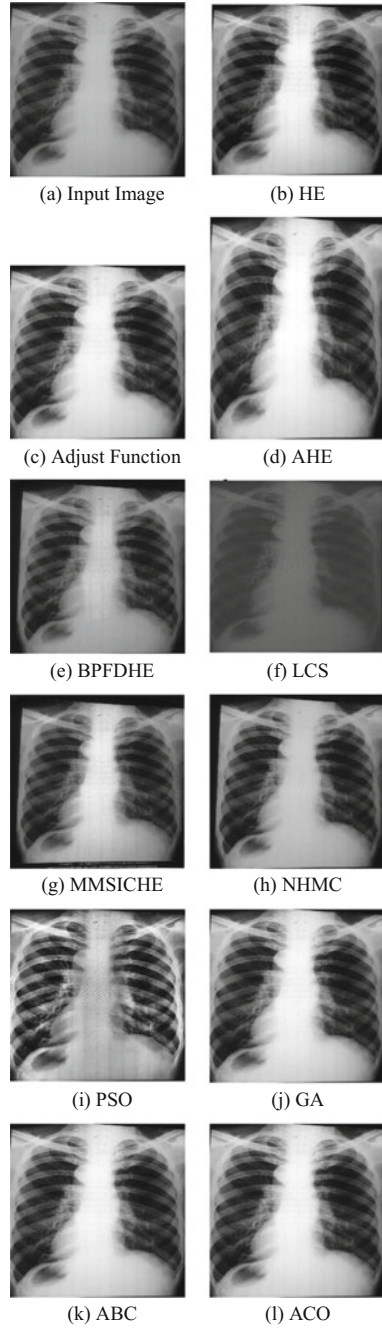 (a) Input Image
(b) HE
(c) Adjust Function
(d) AHE
(e) BPFDHE
(f) LCS
(g) MMSICHE
(h) NHMC
(i) PSO
(j) GA
(k) ABC
(l) ACO